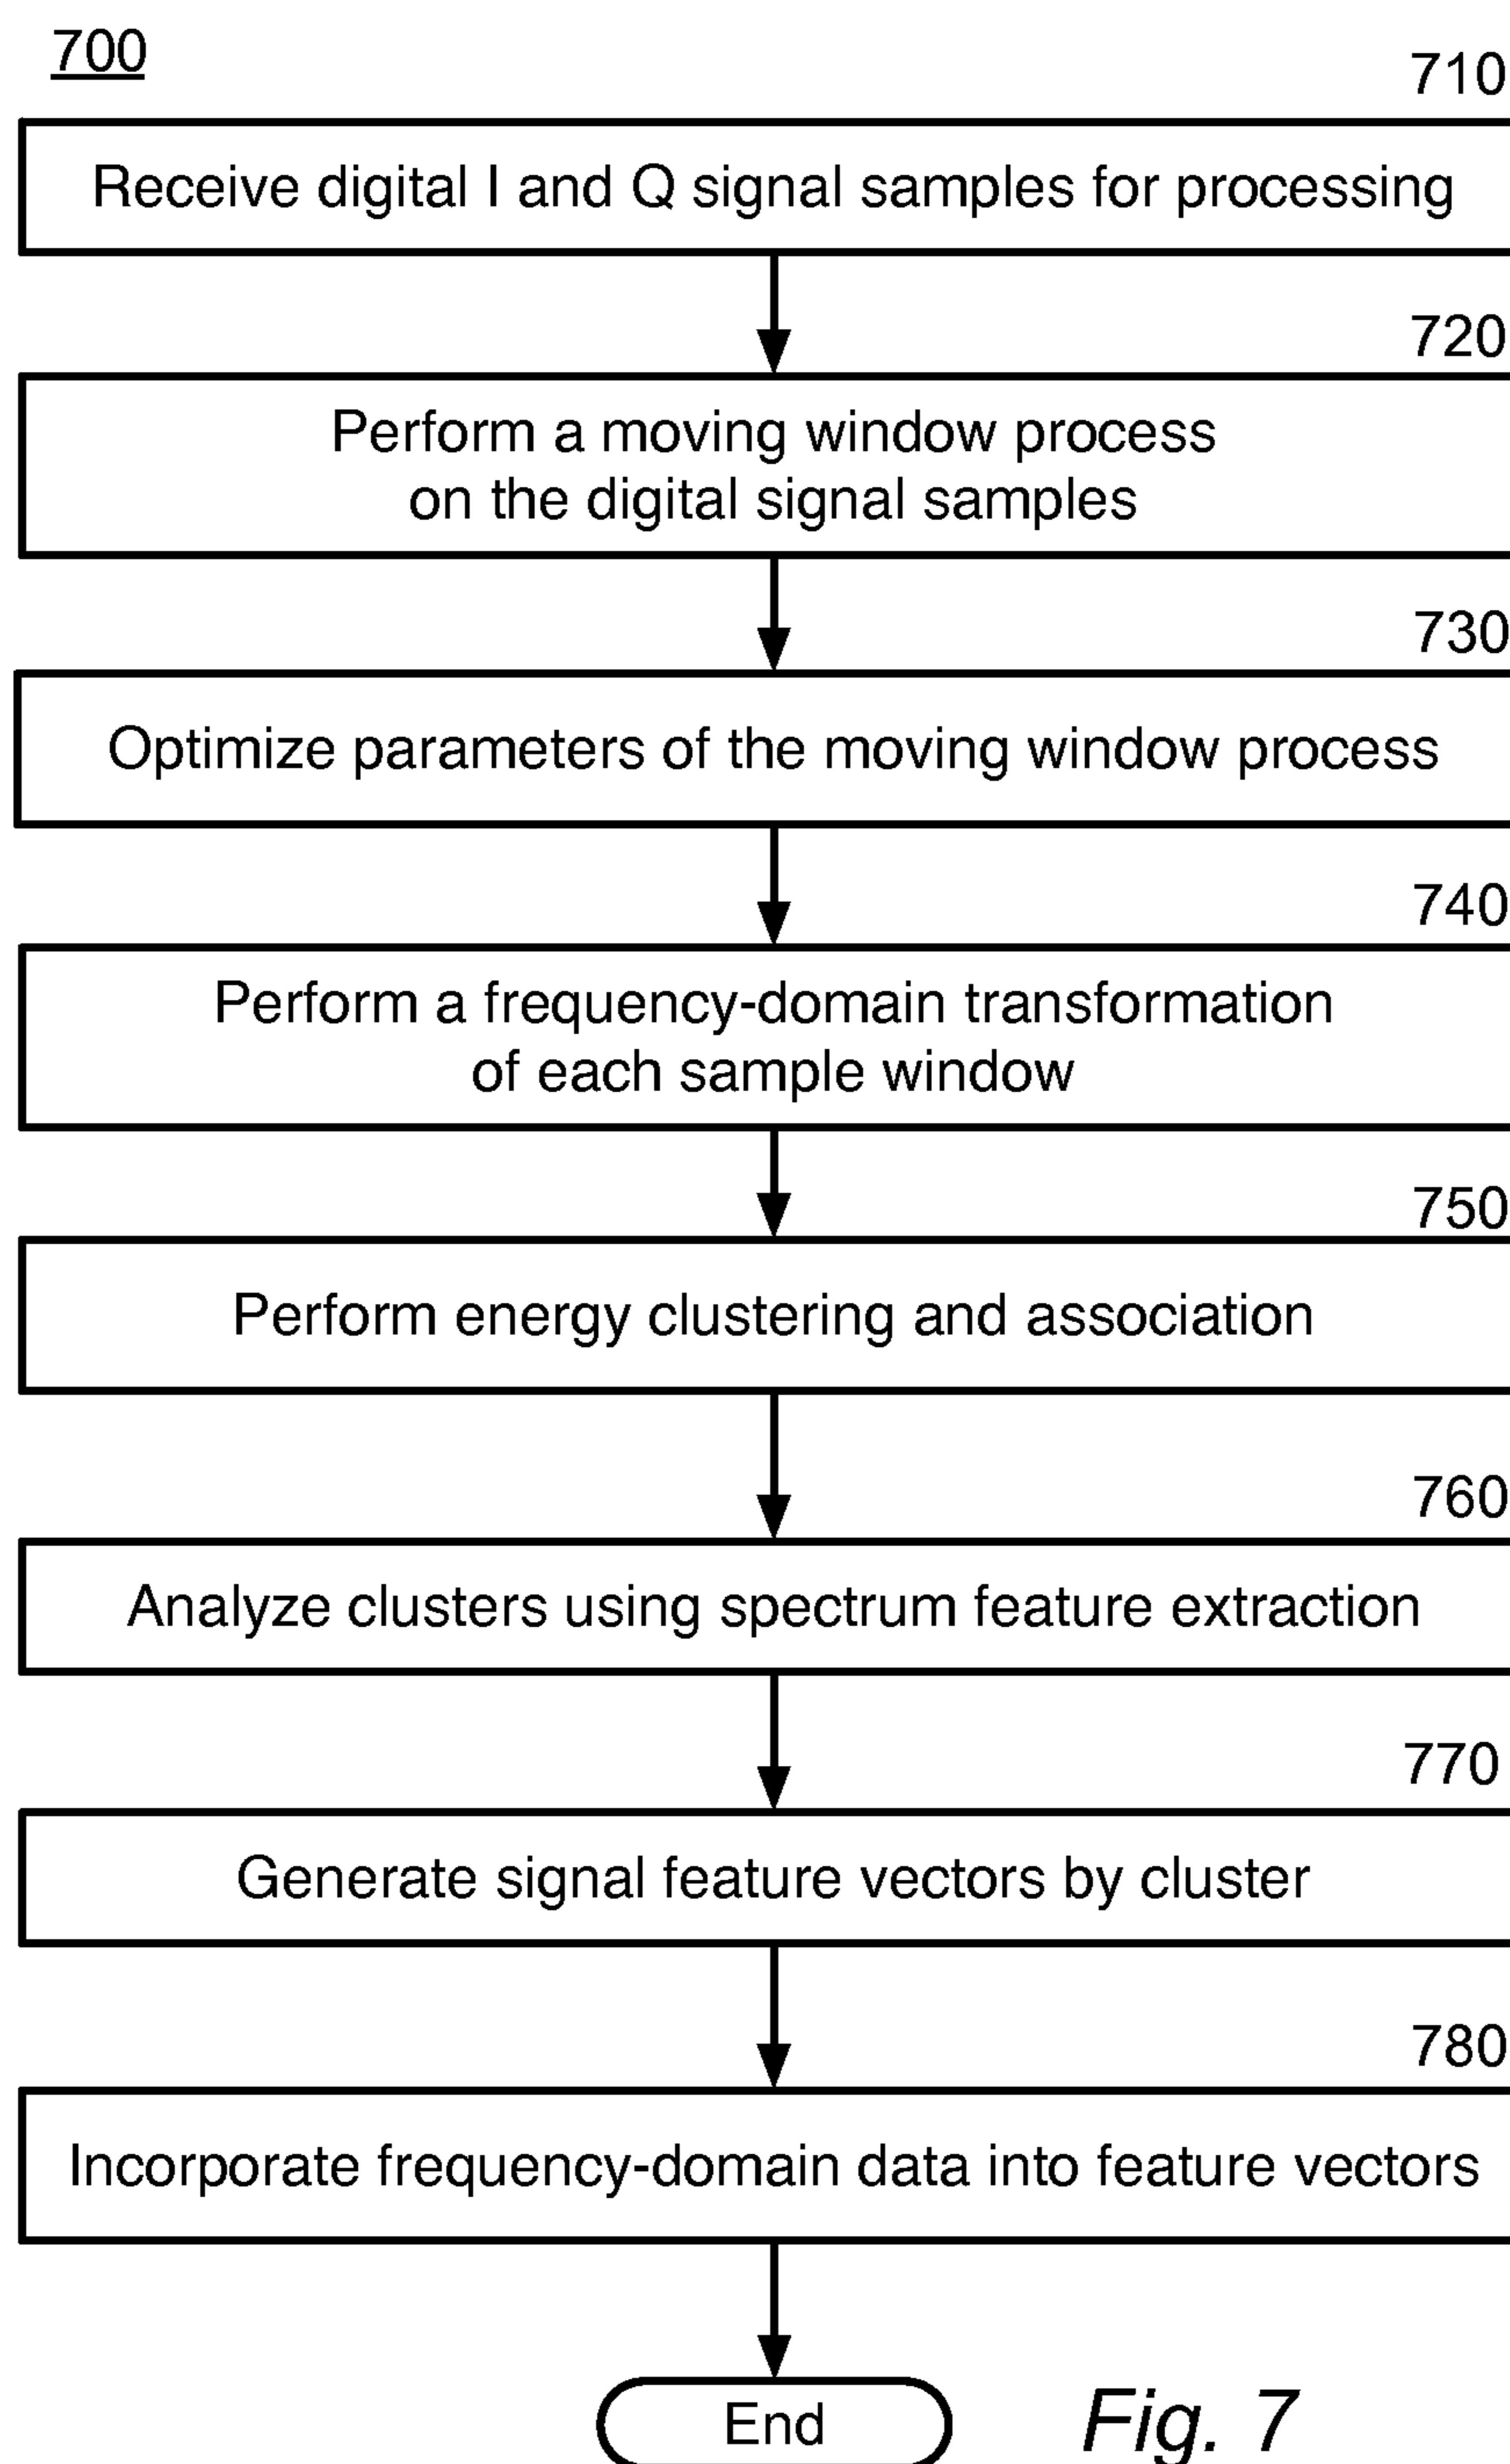 700
710
Receive digital I and Q signal samples for processing
720
Perform a moving window process
on the digital signal samples
730
Optimize parameters of the moving window process
740
Perform a frequency-domain transformation
of each sample window
750
Perform energy clustering and association
760
Analyze clusters using spectrum feature extraction
770
Generate signal feature vectors by cluster
780
Incorporate frequency-domain data into feature vectors
End
Fig. 7